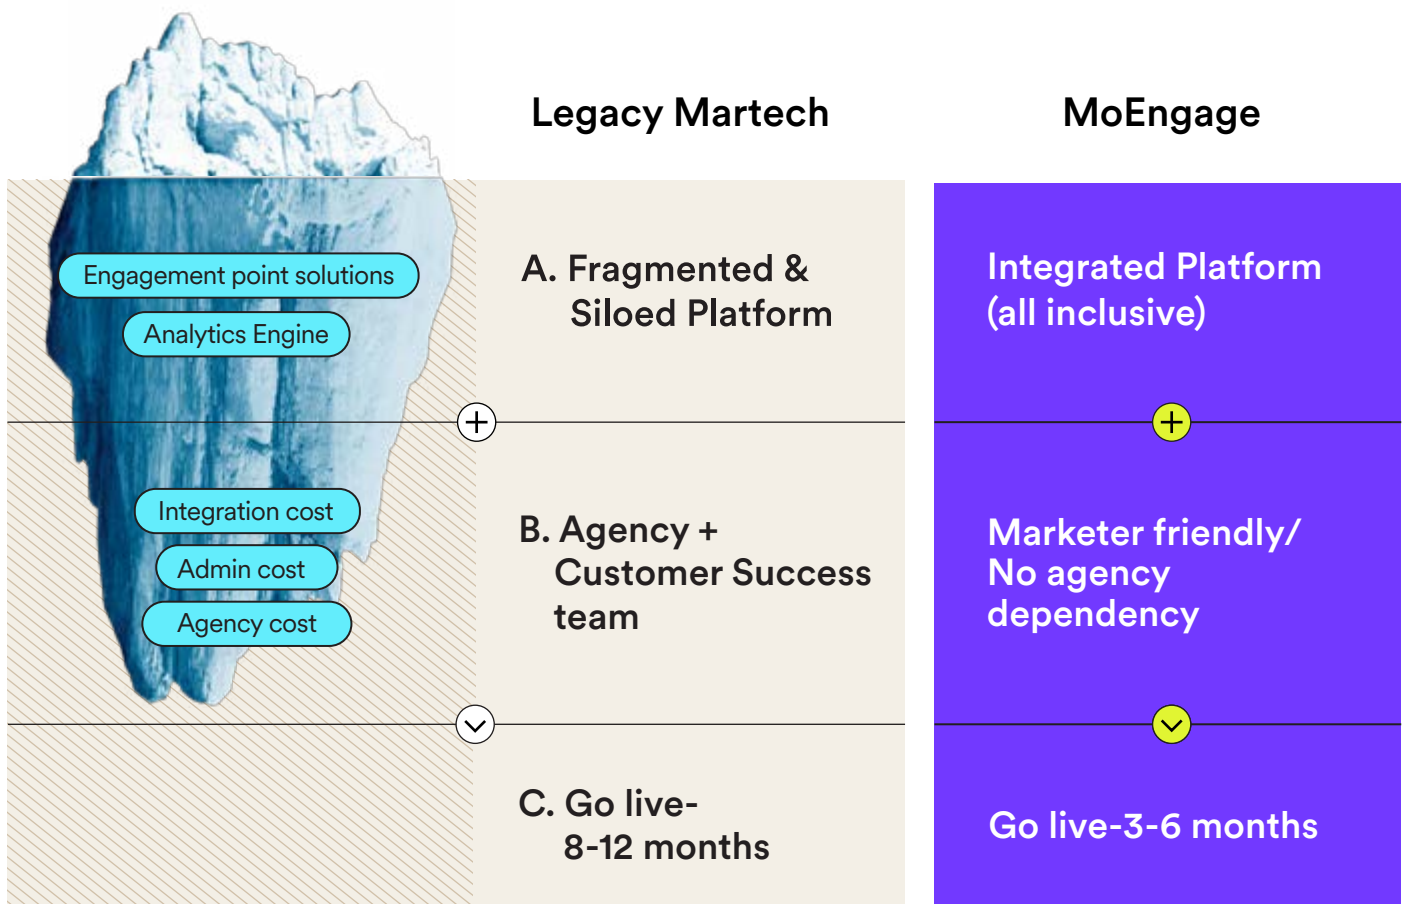 Legacy Martech
MoEngage
Engagement point solutions
Analytics Engine
A. Fragmented &
Siloed Platform
Integrated Platform
(all inclusive)
Integration cost
Admin cost
Agency cost
B. Agency +
Customer Success
team
Marketer friendly/
No agency
dependency
C. Go live-
8-12 months
Go live-3-6 months